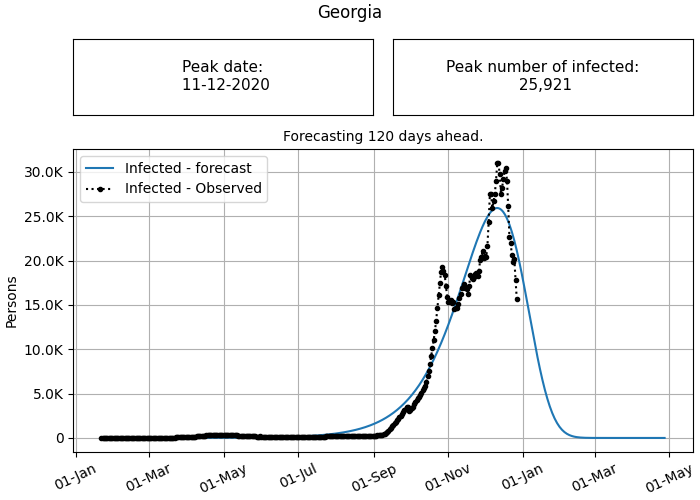 Georgia
Peak date:
11-12-2020
Peak number of infected:
25,921
Forecasting 120 days ahead.
Infected - forecast
Infected - Observed
30.0K
25.0K
20.0K
15.0K
10.0K
5.0K
0
Persons
01-Jan
01-Mar
01-May
01-Jul
01-Sep
01-Nov
01-Jan
01-Mar
01-May